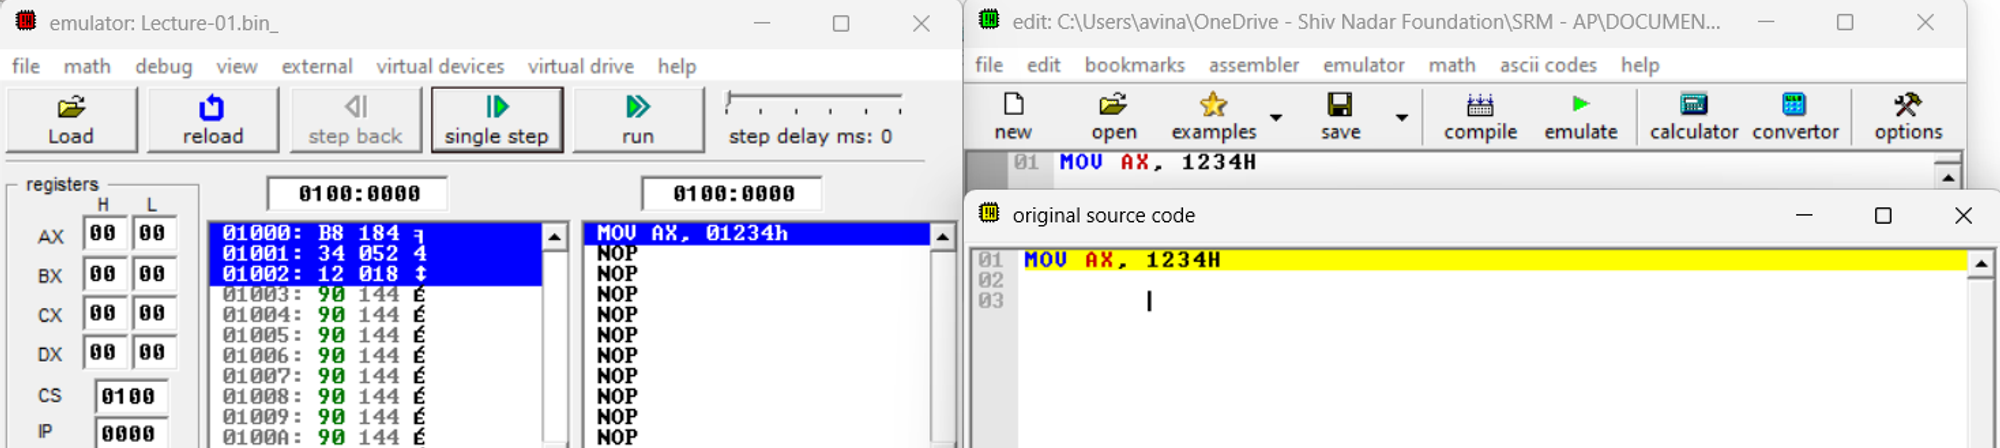 emulator: Lecture-01.bin_
file math debug view external virtual devices virtual drive help
Load reload step back single step run step delay ms: 0
registers
H L
AX 00 00
BX 00 00
CX 00 00
DX 00 00
CS 0100
IP 0000
0100:0000
01000: B8 184 ╕
01001: 34 052 4
01002: 12 018 ↕
01003: 90 144 É
01004: 90 144 É
01005: 90 144 É
01006: 90 144 É
01007: 90 144 É
01008: 90 144 É
01009: 90 144 É
0100A: 90 144 É
0100:0000
MOV AX, 01234h
NOP
NOP
NOP
NOP
NOP
NOP
NOP
NOP
NOP
NOP
edit: C:\Users\avina\OneDrive - Shiv Nadar Foundation\SRM - AP\DOCUMEN...
file edit bookmarks assembler emulator math ascii codes help
new open examples save compile emulate calculator convertor options
01 MOV AX, 1234H
original source code
01 MOV AX, 1234H
02
03